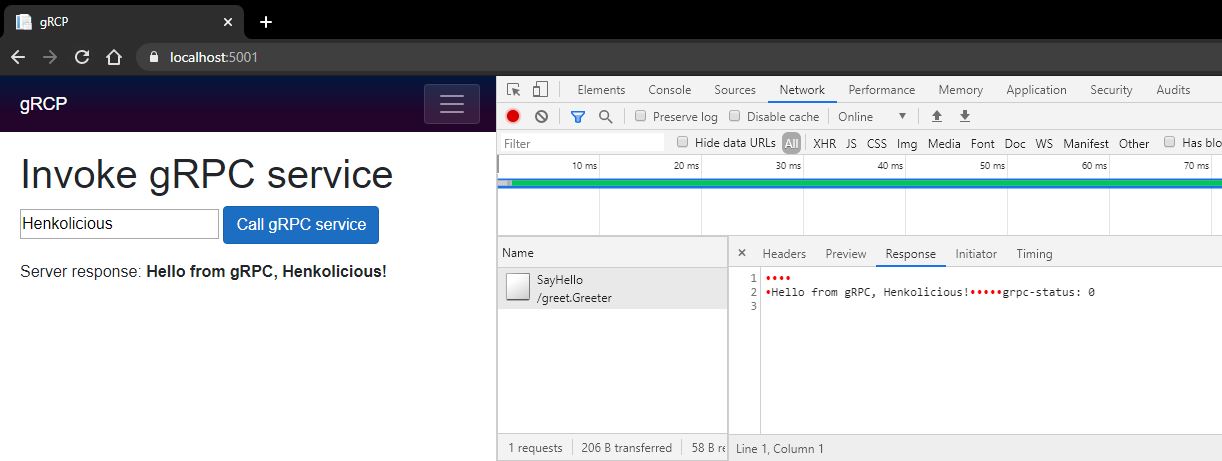 gRCP
localhost:5001
gRCP
Invoke gRPC service
Henkolicious Call gRPC service
Server response: Hello from gRPC, Henkolicious!
Elements Console Sources Network Performance Memory Application Security Audits
Preserve log Disable cache Online
Filter Hide data URLs All XHR JS CSS Img Media Font Doc WS Manifest Other Has blo
10 ms 20 ms 30 ms 40 ms 50 ms 60 ms 70 ms
Name
SayHello
/greet.Greeter
1 requests 206 B transferred 58 B re
Headers Preview Response Initiator Timing
1 ••••
2 •Hello from gRPC, Henkolicious!•••••grpc-status: 0
3
Line 1, Column 1